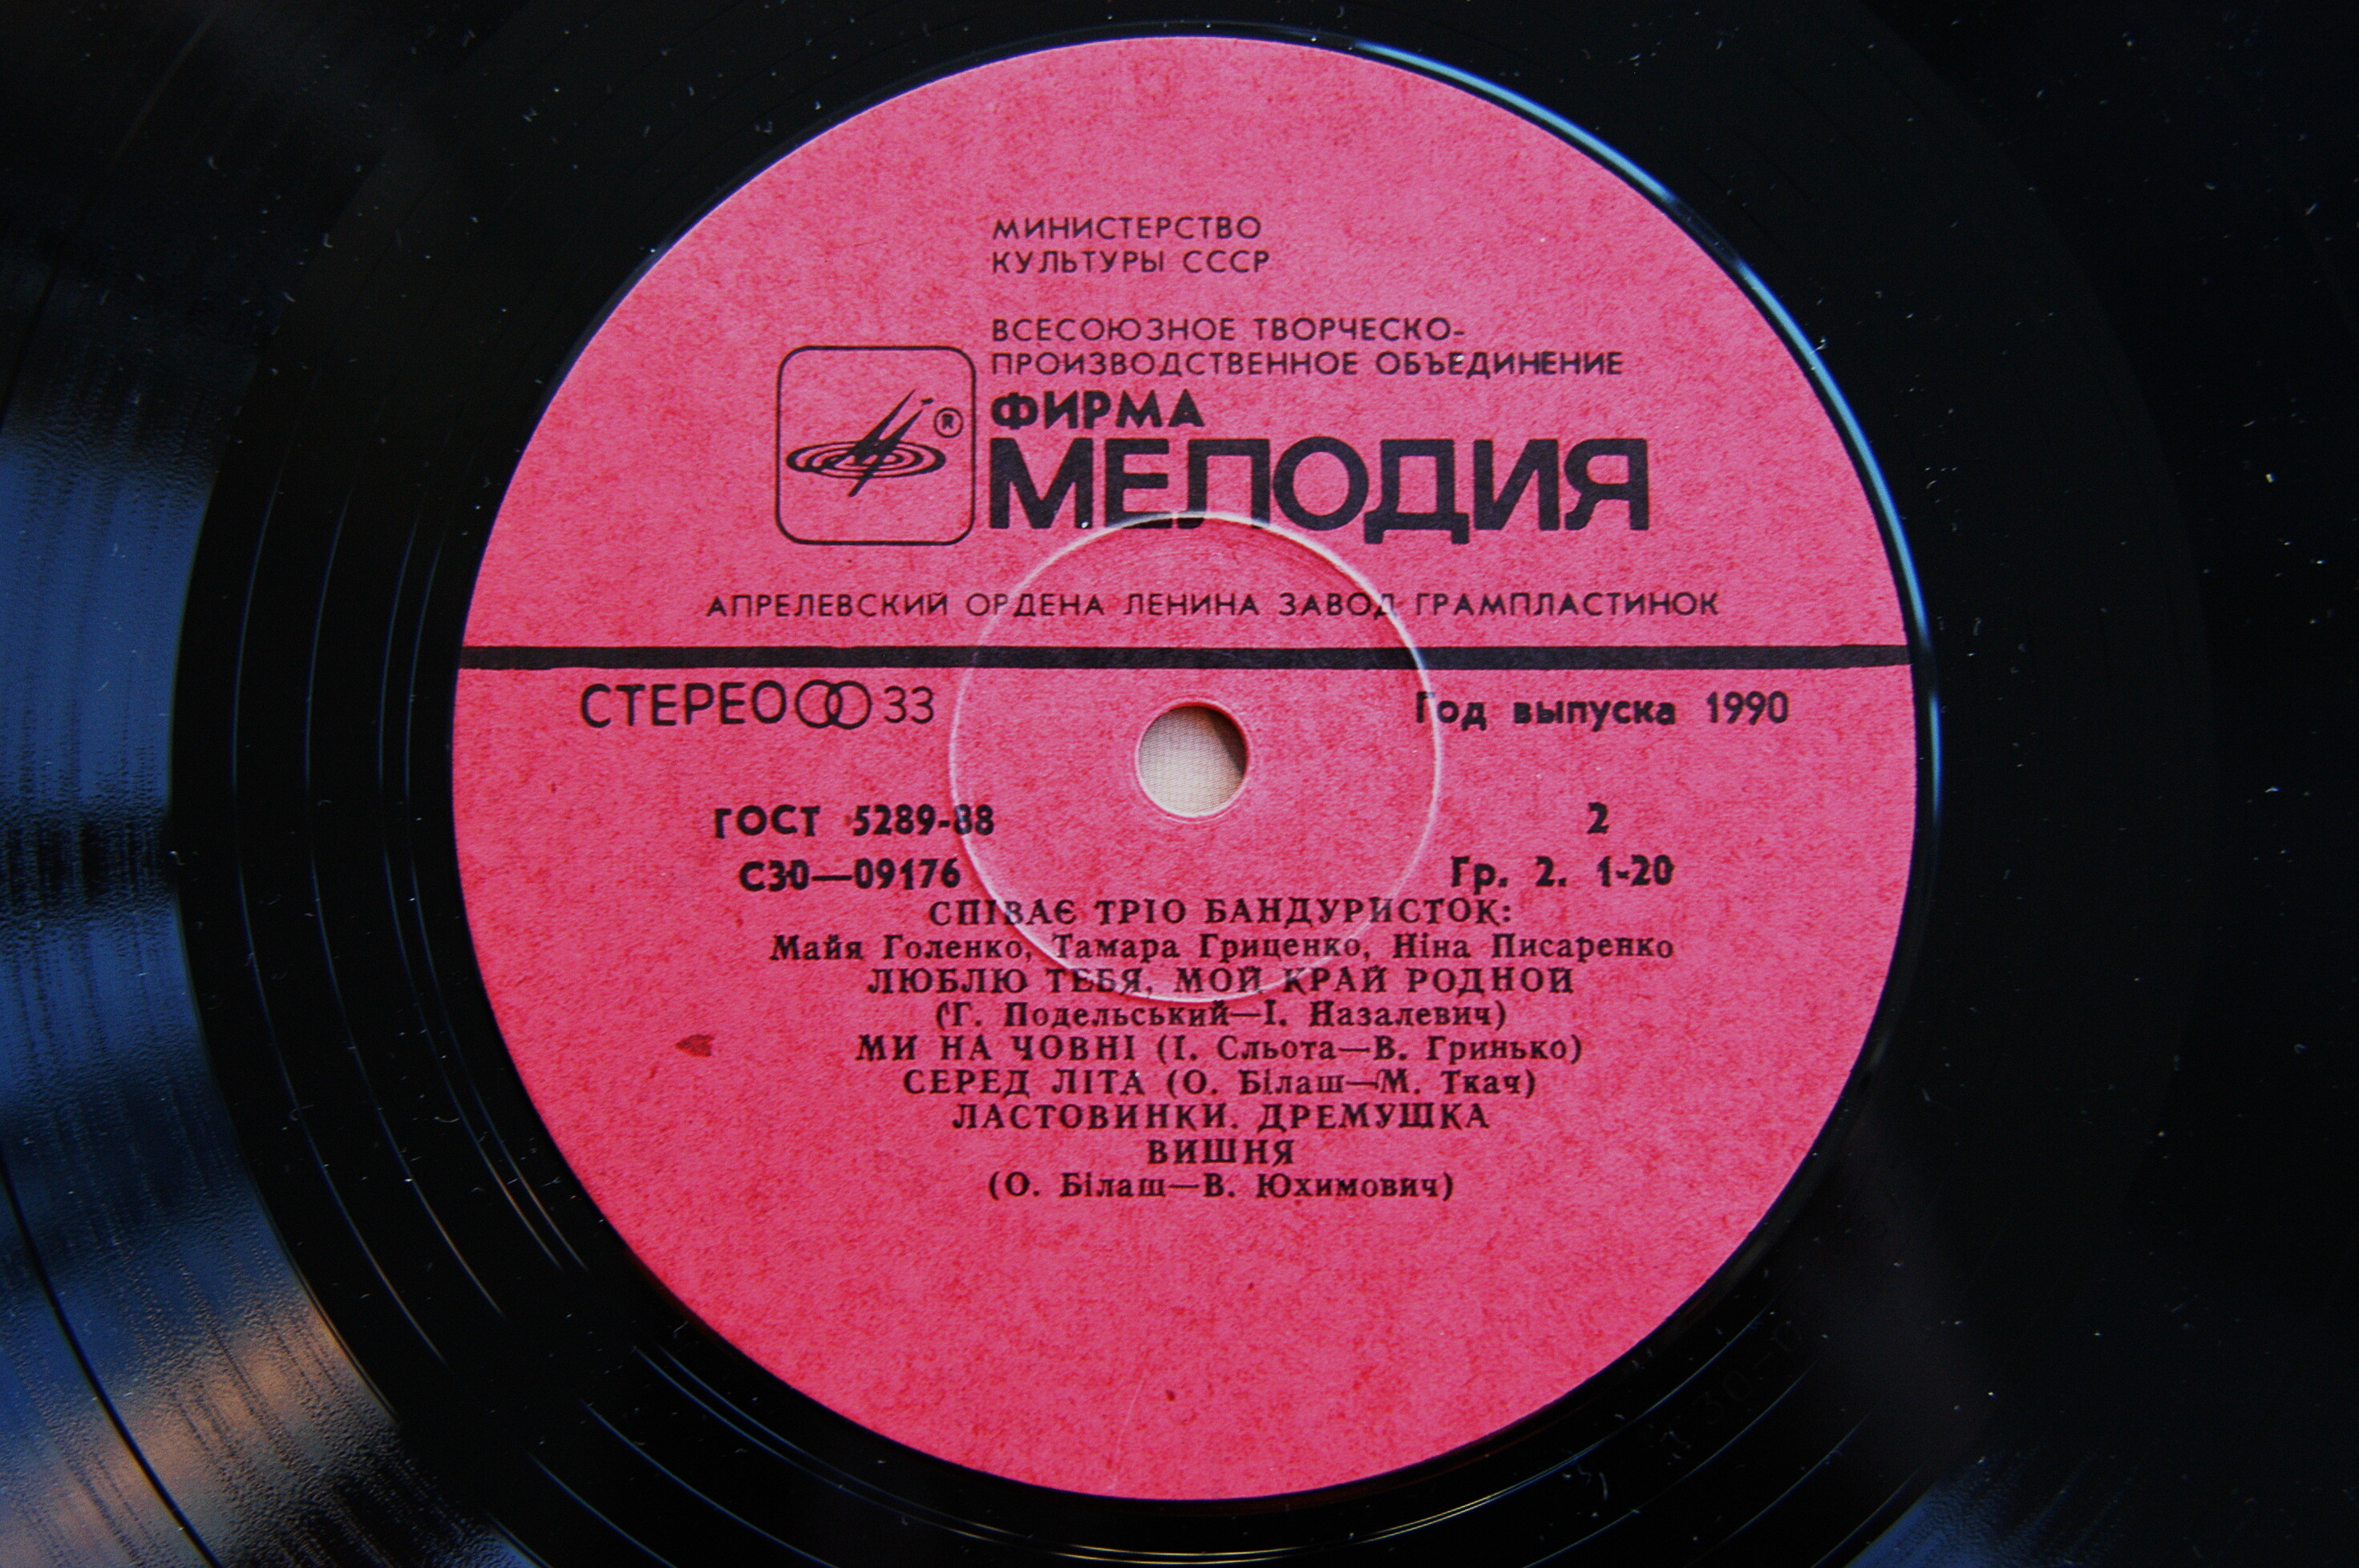 МИНИСТЕРСТВО
КУЛЬТУРЫ СССР
ВСЕСОЮЗНОЕ ТВОРЧЕСКО-
ПРОИЗВОДСТВЕННОЕ ОБЪЕДИНЕНИЕ
ФИРМА
® МЕЛОДИЯ
АПРЕЛЕВСКИЙ ОРДЕНА ЛЕНИНА ЗАВОД ГРАМПЛАСТИНОК
СТЕРЕО 33 Год выпуска 1990
ГОСТ 5289-88 2
С30—09176 Гр. 2. 1-20
СПІВАЄ ТРІО БАНДУРИСТОК:
Майя Голенко, Тамара Гриценко, Ніна Писаренко
ЛЮБЛЮ ТЕБЯ, МОЙ КРАЙ РОДНОЙ
(Г. Подельський—І. Назалевич)
МИ НА ЧОВНІ (І. Сльота—В. Гринько)
СЕРЕД ЛІТА (О. Білаш—М. Ткач)
ЛАСТОВИНКИ. ДРЕМУШКА
ВИШНЯ
(О. Білаш—В. Юхимович)